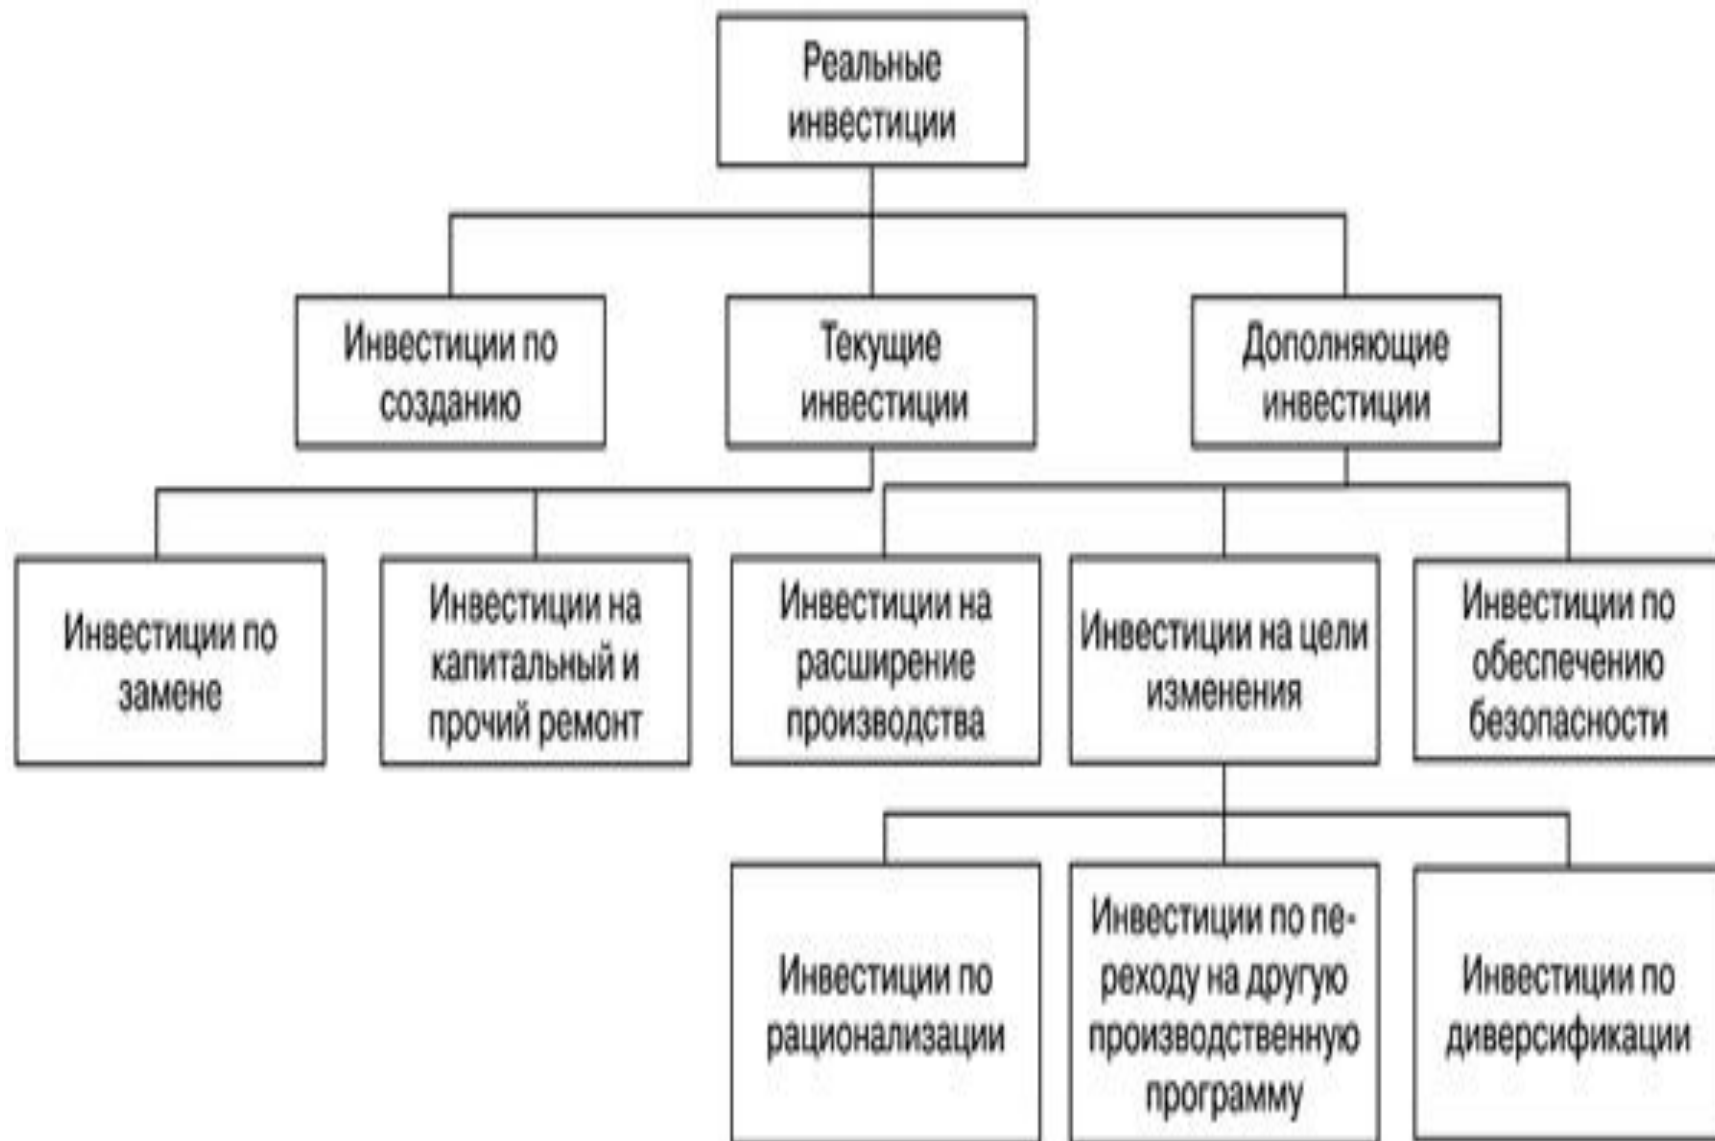 Реальные
инвестиции
Инвестиции по
созданию
Текущие
инвестиции
Дополняющие
инвестиции
Инвестиции по
замене
Инвестиции на
капитальный и
прочий ремонт
Инвестиции на
расширение
производства
Инвестиции на цели
изменения
Инвестиции по
обеспечению
безопасности
Инвестиции по
рационализации
Инвестиции по пе-
реходу на другую
производственную
программу
Инвестиции по
диверсификации